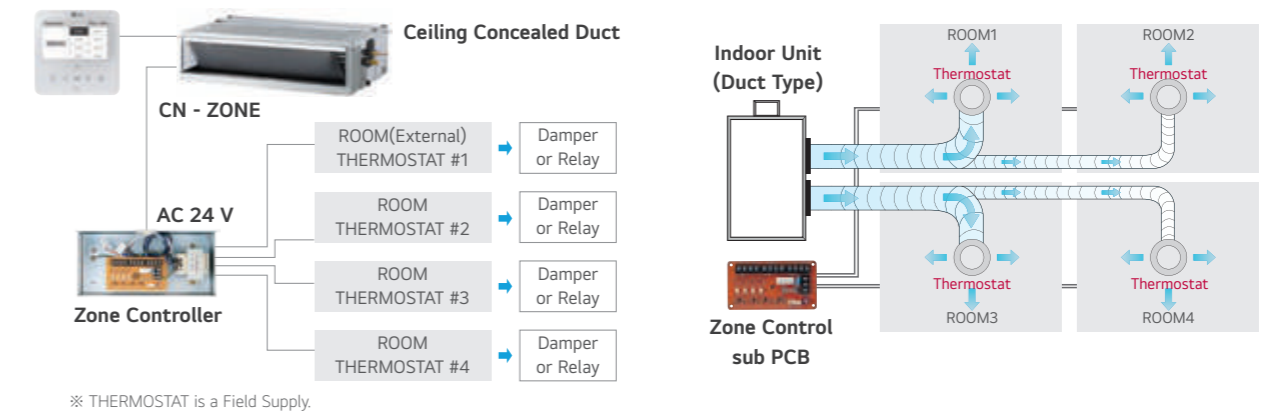 Ceiling Concealed Duct
CN - ZONE
ROOM(External)
THERMOSTAT #1
Damper
or Relay
ROOM
THERMOSTAT #2
Damper
or Relay
AC 24 V
ROOM
THERMOSTAT #3
Damper
or Relay
Zone Controller
ROOM
THERMOSTAT #4
Damper
or Relay
※ THERMOSTAT is a Field Supply.
Indoor Unit
(Duct Type)
ROOM1
Thermostat
ROOM2
Thermostat
Thermostat
ROOM3
Thermostat
ROOM4
Zone Control
sub PCB